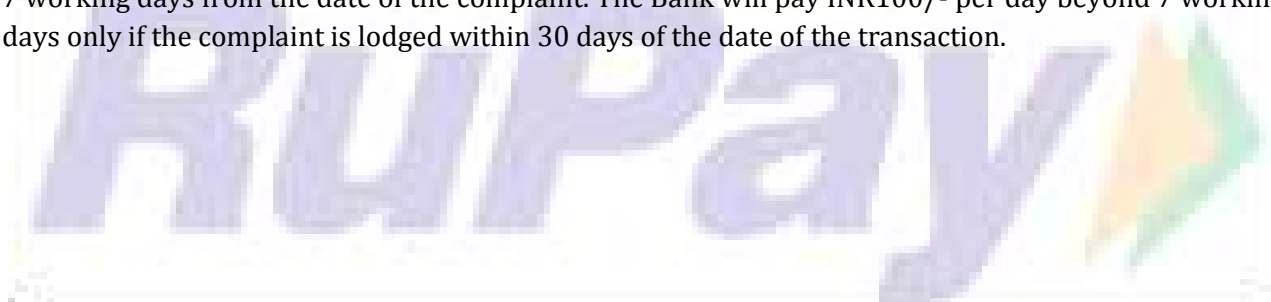 7 working days from the date of the complaint. The Bank will pay INR100/- per day beyond 7 workin
days only if the complaint is lodged within 30 days of the date of the transaction.
RuPay